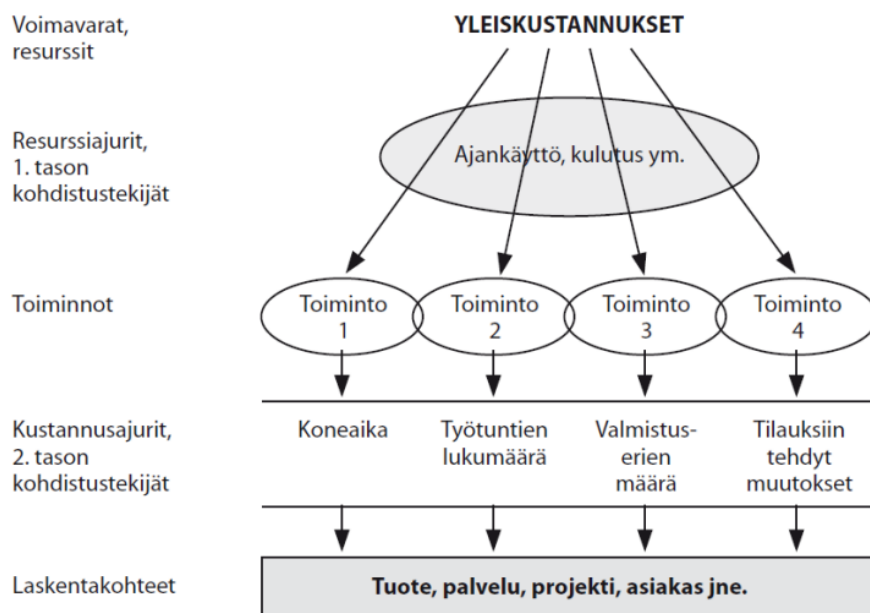 Voimavarat,
resurssit
YLEISKUSTANNUKSET
Resurssiajurit,
1. tason
kohdistustekijät
Ajankäyttö, kulutus ym.
Toiminnot
Toiminto
1
Toiminto
2
Toiminto
3
Toiminto
4
Kustannusajurit,
2. tason
kohdistustekijät
Koneaika
Työtuntien
lukumäärä
Valmistus-
erien
määrä
Tilauksiin
tehdyt
muutokset
Laskentakohteet
Tuote, palvelu, projekti, asiakas jne.